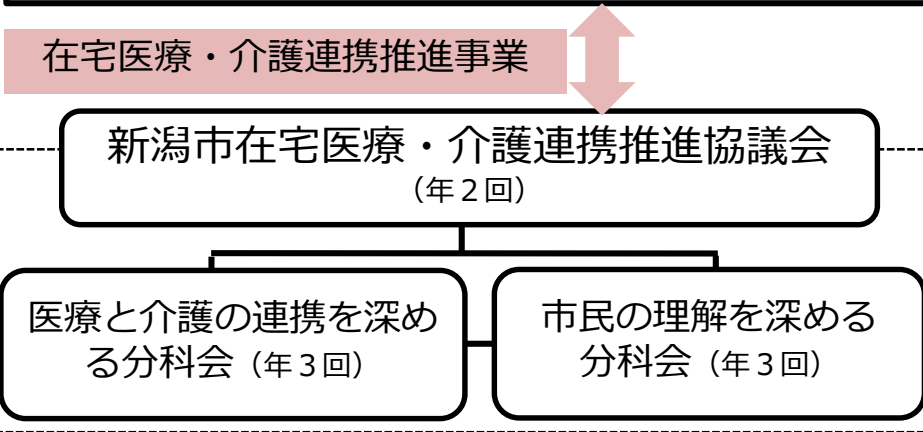 在宅医療・介護連携推進事業
新潟市在宅医療・介護連携推進協議会
（年２回）
医療と介護の連携を深め
る分科会（年３回）
市民の理解を深める
分科会（年３回）